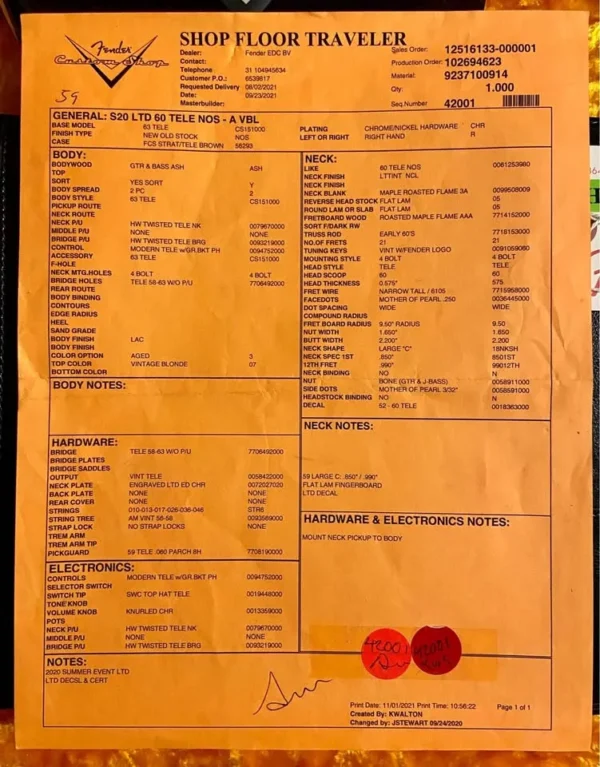 Fender
Custom Shop
SHOP FLOOR TRAVELER
59
Dealer: Fender EDC BV
Contact:
Telephone 31 104945634
Customer P.O.: 6539817
Requested Delivery 08/02/2021
Date: 09/23/2021
Masterbuilder:
Sales Order: 12516133-000001
Production Order: 102694623
Material: 9237100914
Qty: 1.000
Seq.Number 42001
GENERAL: S20 LTD 60 TELE NOS - A VBL
BASE MODEL 63 TELE CS151000
FINISH TYPE NEW OLD STOCK NOS
CASE FCS STRAT/TELE BROWN 56293
PLATING CHROME/NICKEL HARDWARE CHR
LEFT OR RIGHT RIGHT HAND R
BODY:
BODYWOOD GTR & BASS ASH ASH
TOP
SORT YES SORT Y
BODY SPREAD 2 PC 2
BODY STYLE 63 TELE CS151000
PICKUP ROUTE
NECK ROUTE
NECK P/U HW TWISTED TELE NK 0079670000
MIDDLE P/U NONE NONE
BRIDGE P/U HW TWISTED TELE BRG 0093219000
CONTROL MODERN TELE w/GR.BKT PH 0094752000
ACCESSORY 63 TELE CS151000
F-HOLE
NECK MTG.HOLES 4 BOLT 4 BOLT
BRIDGE HOLES TELE 58-63 W/O P/U 7706492000
REAR ROUTE
BODY BINDING
CONTOURS
EDGE RADIUS
HEEL
SAND GRADE
BODY FINISH LAC
BODY FINISH
COLOR OPTION AGED 3
TOP COLOR VINTAGE BLONDE 07
BOTTOM COLOR
BODY NOTES:
NECK:
LIKE 60 TELE NOS 0081253980
NECK FINISH LTTINT NCL
NECK FINISH
NECK BLANK MAPLE ROASTED FLAME 3A 0099508009
REVERSE HEAD STOCK FLAT LAM 05
ROUND LAM OR SLAB FLAT LAM 05
FRETBOARD WOOD ROASTED MAPLE FLAME AAA 7714152000
SORT F/DARK RW
TRUSS ROD EARLY 60'S 7718153000
NO.OF FRETS 21 21
TUNING KEYS VINT W/FENDER LOGO 0091059060
MOUNTING STYLE 4 BOLT 4 BOLT
HEAD STYLE TELE TELE
HEAD SCOOP 60 60
HEAD THICKNESS 0.575" 575
FRET WIRE NARROW TALL / 6105 7715958000
FACEDOTS MOTHER OF PEARL .250 0036445000
DOT SPACING WIDE WIDE
COMPOUND RADIUS
FRET BOARD RADIUS 9.50" RADIUS 9.50
NUT WIDTH 1.650" 1.650
BUTT WIDTH 2.200" 2.200
NECK SHAPE LARGE "C" 18NKSH
NECK SPEC 1ST .850" 8501ST
12TH FRET .990" 99012TH
NECK BINDING NO N
NUT BONE (GTR & J-BASS) 0058911000
SIDE DOTS MOTHER OF PEARL 3/32" 0058591000
HEADSTOCK BINDING NO N
DECAL 52 - 60 TELE 0018363000
NECK NOTES:
59 LARGE C: .850" / .990"
FLAT LAM FINGERBOARD
LTD DECAL
HARDWARE:
BRIDGE TELE 58-63 W/O P/U 7706492000
BRIDGE PLATES
BRIDGE SADDLES
OUTPUT VINT TELE 0058422000
NECK PLATE ENGRAVED LTD ED CHR 0072027020
BACK PLATE NONE NONE
REAR COVER NONE NONE
STRINGS 010-013-017-026-036-046 STR6
STRING TREE AM VINT 56-58 0093569000
STRAP LOCK NO STRAP LOCKS NONE
TREM ARM
TREM ARM TIP
PICKGUARD 59 TELE .060 PARCH 8H 7708190000
HARDWARE & ELECTRONICS NOTES:
MOUNT NECK PICKUP TO BODY
ELECTRONICS:
CONTROLS MODERN TELE w/GR.BKT PH 0094752000
SELECTOR SWITCH
SWITCH TIP SWC TOP HAT TELE 0019448000
TONE KNOB
VOLUME KNOB KNURLED CHR 0013359000
POTS
NECK P/U HW TWISTED TELE NK 0079670000
MIDDLE P/U NONE NONE
BRIDGE P/U HW TWISTED TELE BRG 0093219000
42001
42001
NOTES:
2020 SUMMER EVENT LTD
LTD DECSL & CERT
Print Date: 11/01/2021 Print Time: 10:56:22 Page 1 of 1
Created By: KWALTON
Changed by: JSTEWART 09/24/2020